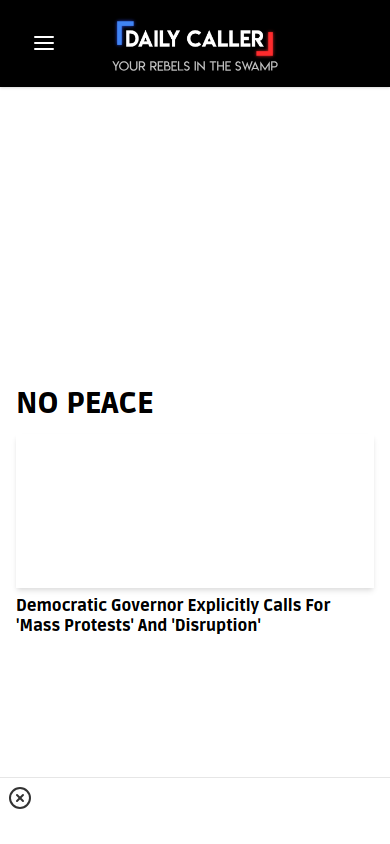 DAILY CALLER
YOUR REBELS IN THE SWAMP
NO PEACE
Democratic Governor Explicitly Calls For
'Mass Protests' And 'Disruption'